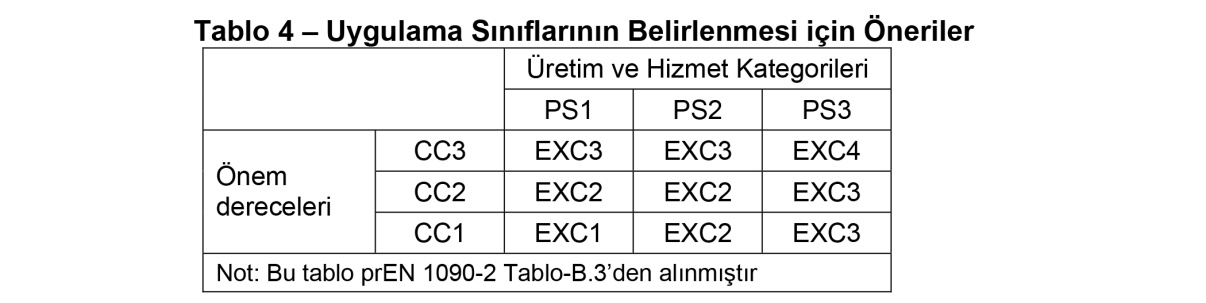 Tablo 4 – Uygulama Sınıflarının Belirlenmesi için Öneriler
Üretim ve Hizmet Kategorileri
PS1 PS2 PS3
Önem dereceleri
CC3 EXC3 EXC3 EXC4
CC2 EXC2 EXC2 EXC3
CC1 EXC1 EXC2 EXC3
Not: Bu tablo prEN 1090-2 Tablo-B.3’den alınmıştır